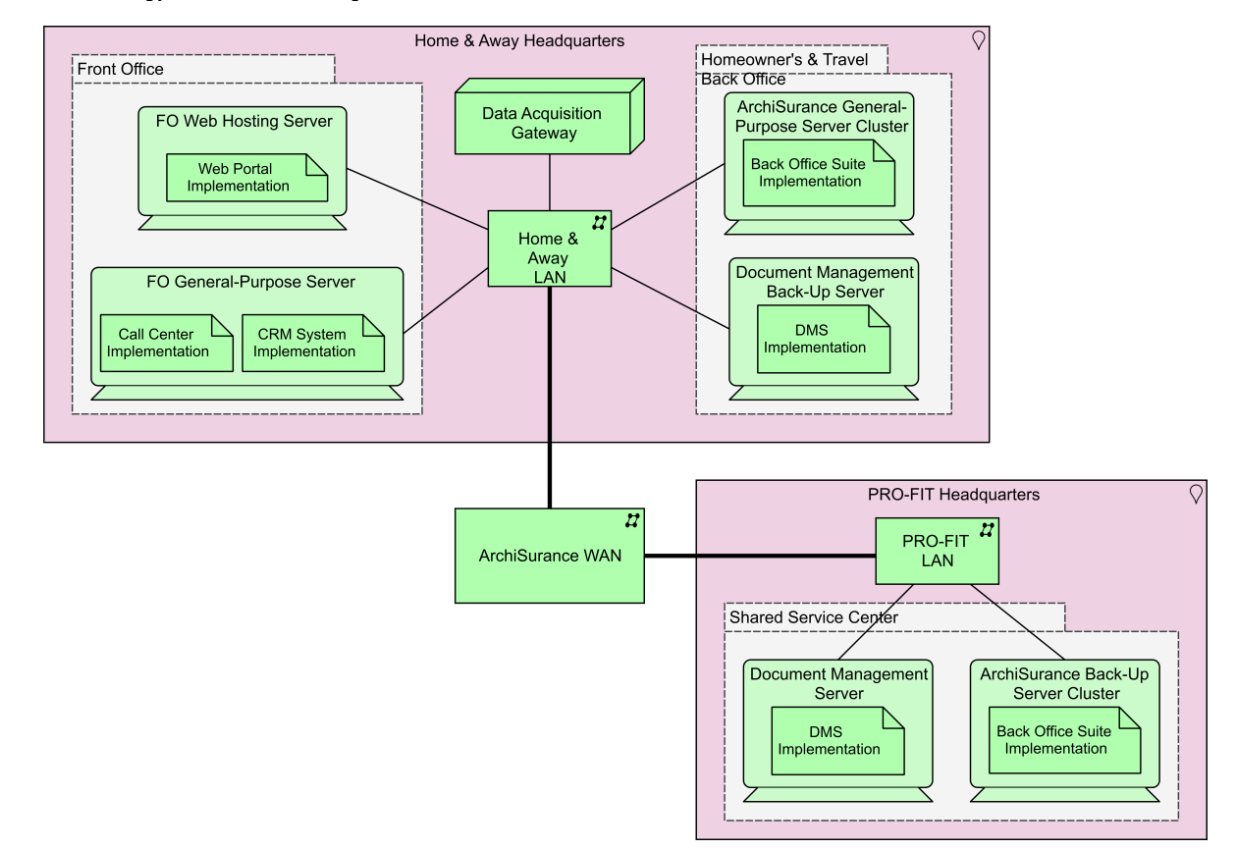 Home & Away Headquarters
Front Office
FO Web Hosting Server
Web Portal
Implementation
FO General-Purpose Server
Call Center
Implementation
CRM System
Implementation
Data Acquisition
Gateway
Home &
Away
LAN
Homeowner's & Travel
Back Office
ArchiSurance General-
Purpose Server Cluster
Back Office Suite
Implementation
Document Management
Back-Up Server
DMS
Implementation
ArchiSurance WAN
PRO-FIT Headquarters
PRO-FIT
LAN
Shared Service Center
Document Management
Server
DMS
Implementation
ArchiSurance Back-Up
Server Cluster
Back Office Suite
Implementation